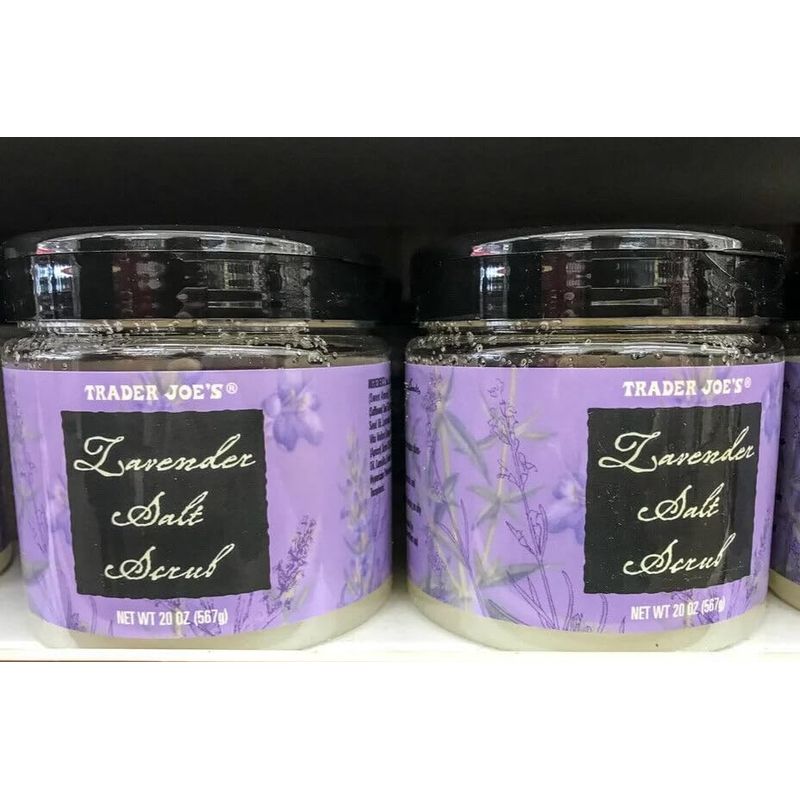 TRADER JOE'S®
Lavender
Salt
Scrub
NET WT 20 OZ (567g)
TRADER JOE'S®
Lavender
Salt
Scrub
NET WT 20 OZ (567g)